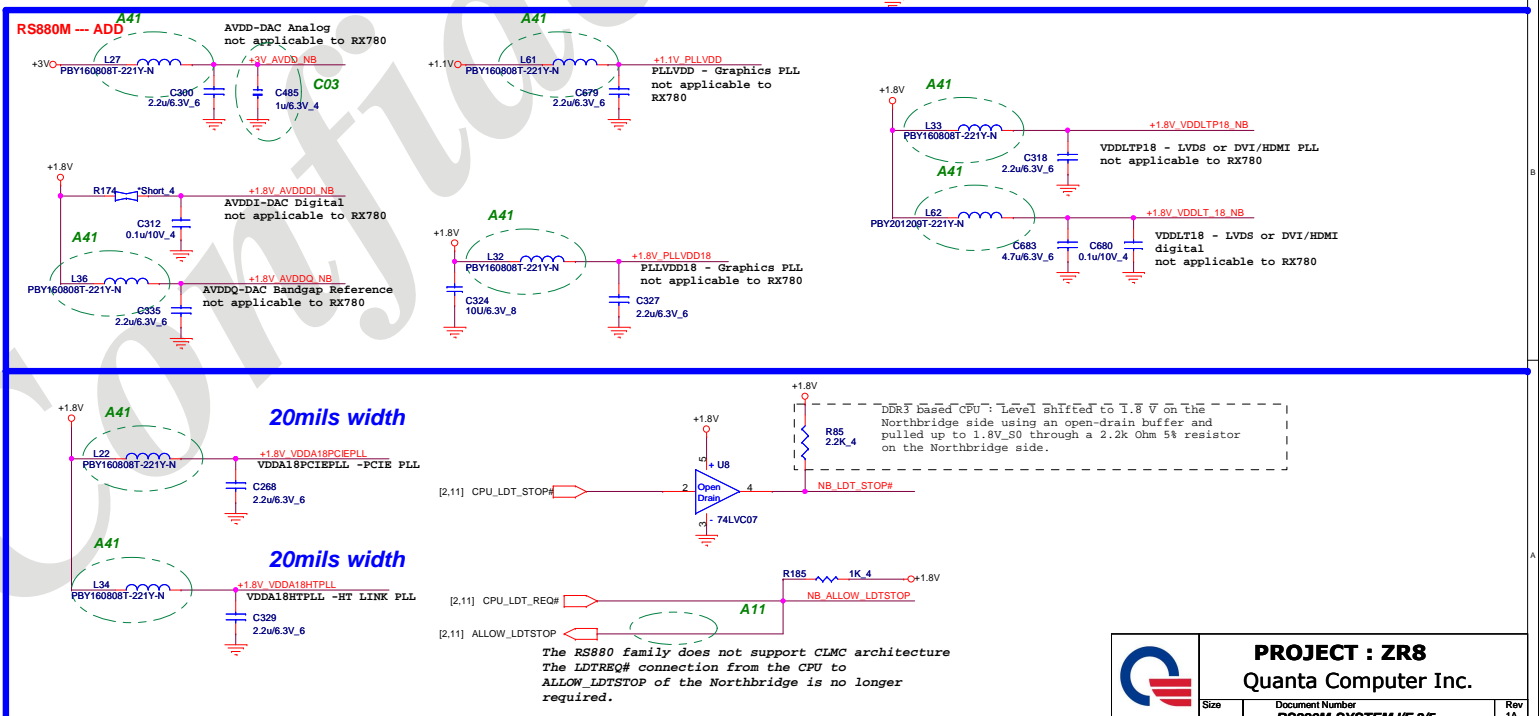 RS880M --- ADD
A41
AVDD-DAC Analog
not applicable to RX780
+3V
L27
PBY160808T-221Y-N
+3V_AVDD_NB
C300
2.2u/6.3V_6
C485
1u/6.3V_4
C03
A41
+1.1V
L61
PBY160808T-221Y-N
+1.1V_PLLVDD
PLLVDD - Graphics PLL
not applicable to
RX780
C679
2.2u/6.3V_6
+1.8V
A41
L33
PBY160808T-221Y-N
+1.8V_VDDLTP18_NB
C318
2.2u/6.3V_6
VDDLTP18 - LVDS or DVI/HDMI PLL
not applicable to RX780
A41
L62
PBY201209T-221Y-N
+1.8V_VDDLT_18_NB
C683
4.7u/6.3V_6
C680
0.1u/10V_4
VDDLT18 - LVDS or DVI/HDMI
digital
not applicable to RX780
B
+1.8V
R174
*Short_4
+1.8V_AVDDDI_NB
AVDDI-DAC Digital
not applicable to RX780
C312
0.1u/10V_4
A41
L36
PBY160808T-221Y-N
+1.8V_AVDDQ_NB
AVDDQ-DAC Bandgap Reference
not applicable to RX780
C335
2.2u/6.3V_6
A41
+1.8V
L32
PBY160808T-221Y-N
+1.8V_PLLVDD18
PLLVDD18 - Graphics PLL
not applicable to RX780
C324
10U/6.3V_8
C327
2.2u/6.3V_6
+1.8V
A41
20mils width
L22
PBY160808T-221Y-N
+1.8V_VDDA18PCIEPLL
VDDA18PCIEPLL -PCIE PLL
C268
2.2u/6.3V_6
A41
20mils width
L34
PBY160808T-221Y-N
+1.8V_VDDA18HTPLL
VDDA18HTPLL -HT LINK PLL
C329
2.2u/6.3V_6
+1.8V
+1.8V
R85
2.2K_4
DDR3 based CPU : Level shifted to 1.8 V on the
Northbridge side using an open-drain buffer and
pulled up to 1.8V_S0 through a 2.2k Ohm 5% resistor
on the Northbridge side.
5
+ U8
[2,11] CPU_LDT_STOP#
2
Open
Drain
4
NB_LDT_STOP#
3
- 74LVC07
R185
1K_4
+1.8V
[2,11] CPU_LDT_REQ#
A11
NB_ALLOW_LDTSTOP
[2,11] ALLOW_LDTSTOP
The RS880 family does not support CLMC architecture
The LDTREQ# connection from the CPU to
ALLOW_LDTSTOP of the Northbridge is no longer
required.
A
PROJECT : ZR8
Quanta Computer Inc.
Size
Document Number
Rev
1A
Confid